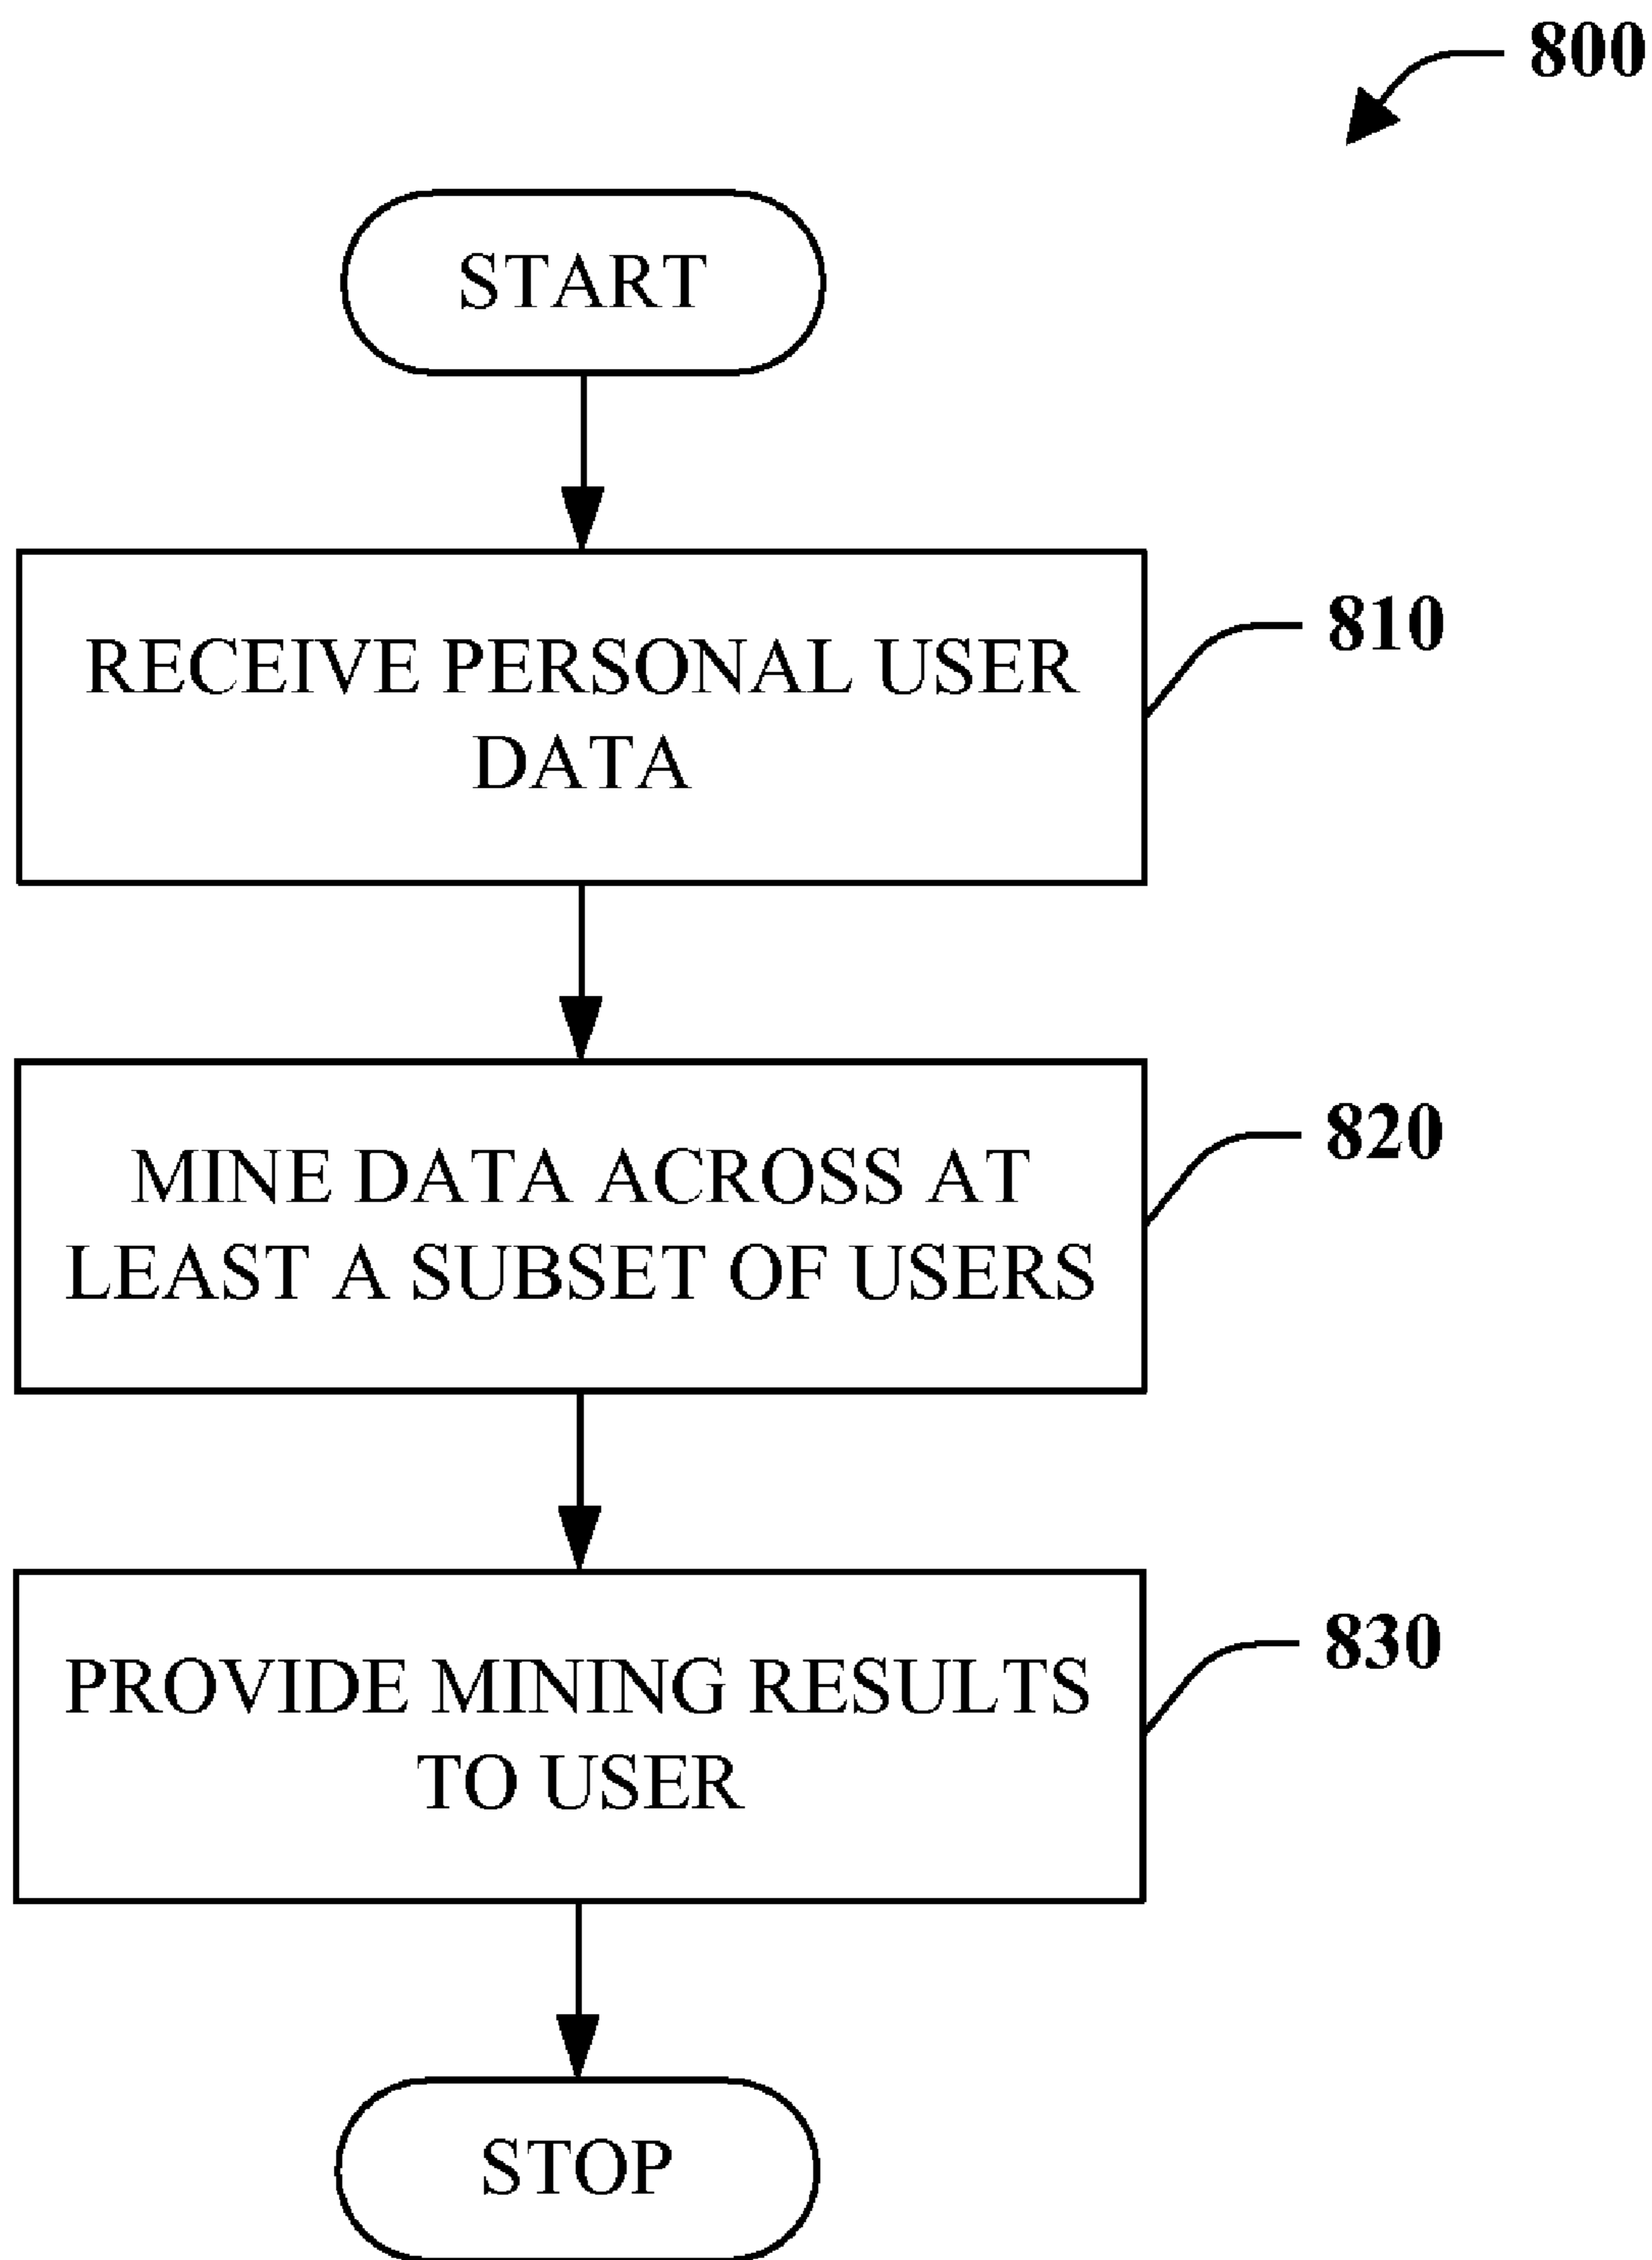 800
START
RECEIVE PERSONAL USER
DATA
810
MINE DATA ACROSS AT
LEAST A SUBSET OF USERS
820
PROVIDE MINING RESULTS
TO USER
830
STOP